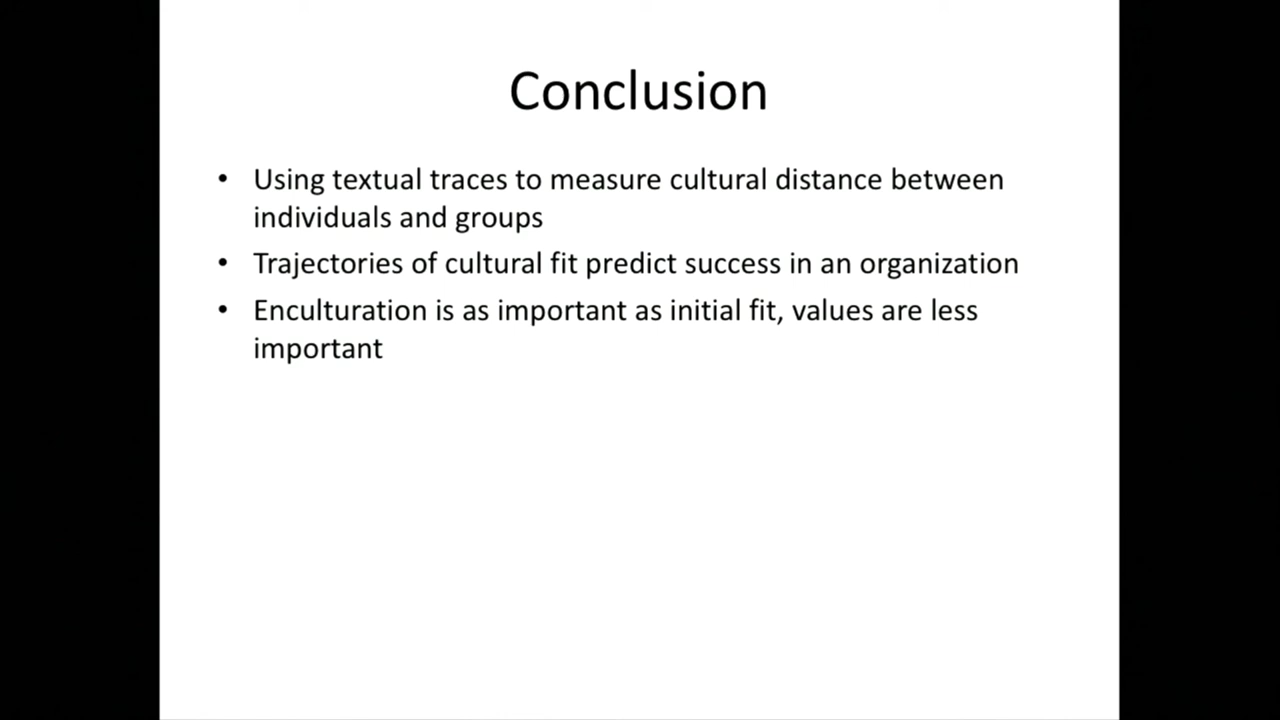 Conclusion
• Using textual traces to measure cultural distance between
individuals and groups
• Trajectories of cultural fit predict success in an organization
• Enculturation is as important as initial fit, values are less
important